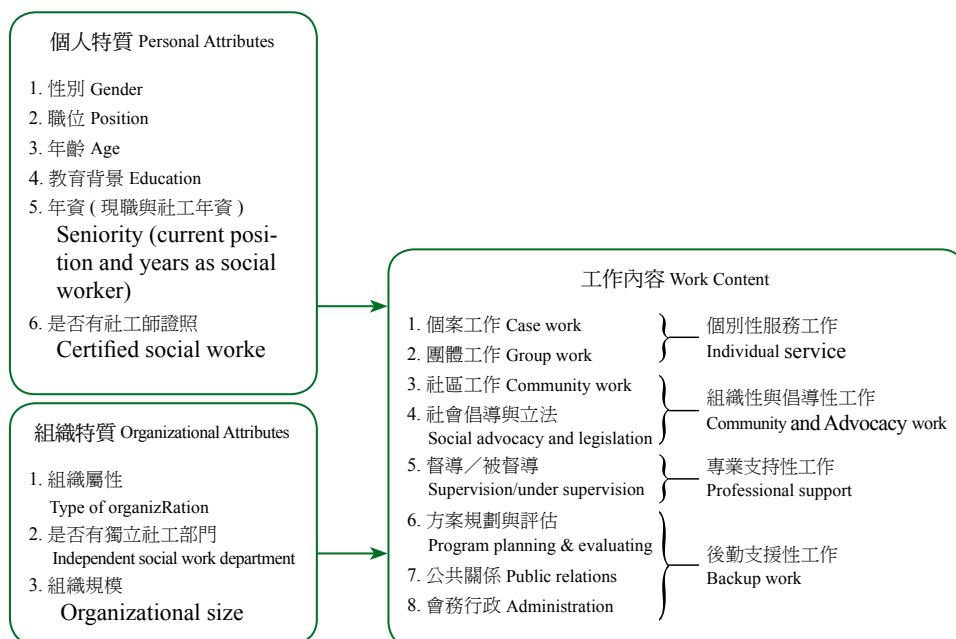 個人特質 Personal Attributes
1. 性別 Gender
2. 職位 Position
3. 年齡 Age
4. 教育背景 Education
5. 年資 ( 現職與社工年資 )
Seniority (current posi-
tion and years as social
worker)
6. 是否有社工師證照
Certified social worke
組織特質 Organizational Attributes
1. 組織屬性
Type of organizRation
2. 是否有獨立社工部門
Independent social work department
3. 組織規模
Organizational size
工作內容 Work Content
1. 個案工作 Case work
2. 團體工作 Group work
3. 社區工作 Community work
4. 社會倡導與立法
Social advocacy and legislation
5. 督導／被督導
Supervision/under supervision
6. 方案規劃與評估
Program planning & evaluating
7. 公共關係 Public relations
8. 會務行政 Administration
個別性服務工作
Individual service
組織性與倡導性工作
Community and Advocacy work
專業支持性工作
Professional support
後勤支援性工作
Backup work